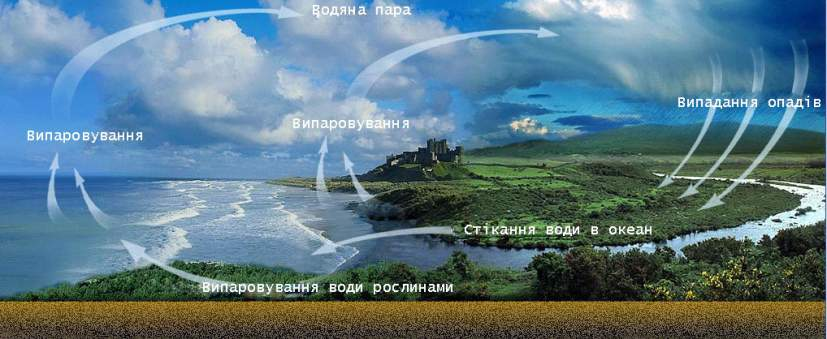 Водяна пара
Випадання опадів
Випаровування
Випаровування
Стікання води в океан
Випаровування води рослинами